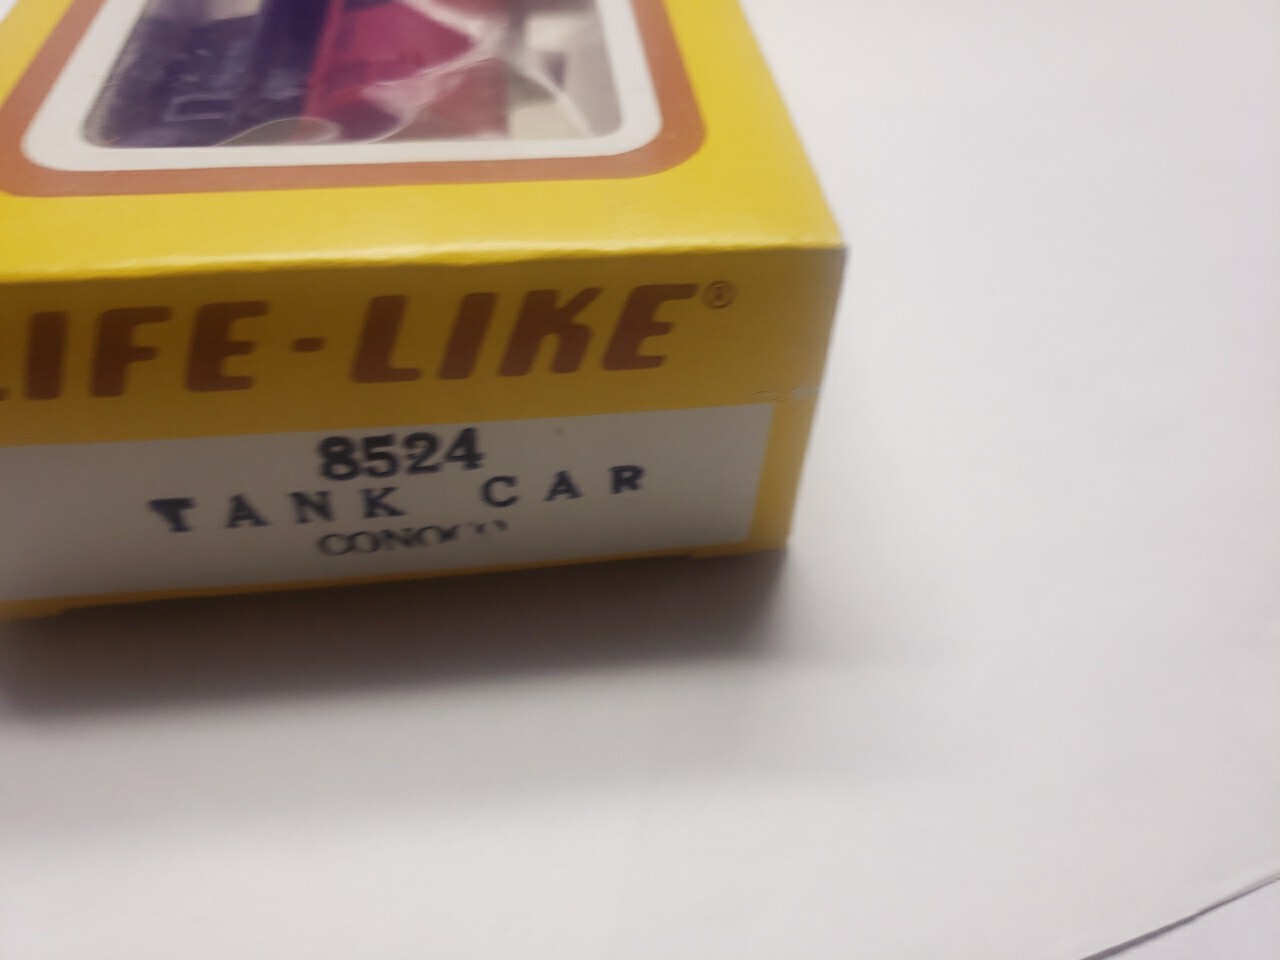 LIFE-LIKE®
8524
TANK CAR
CONOCO